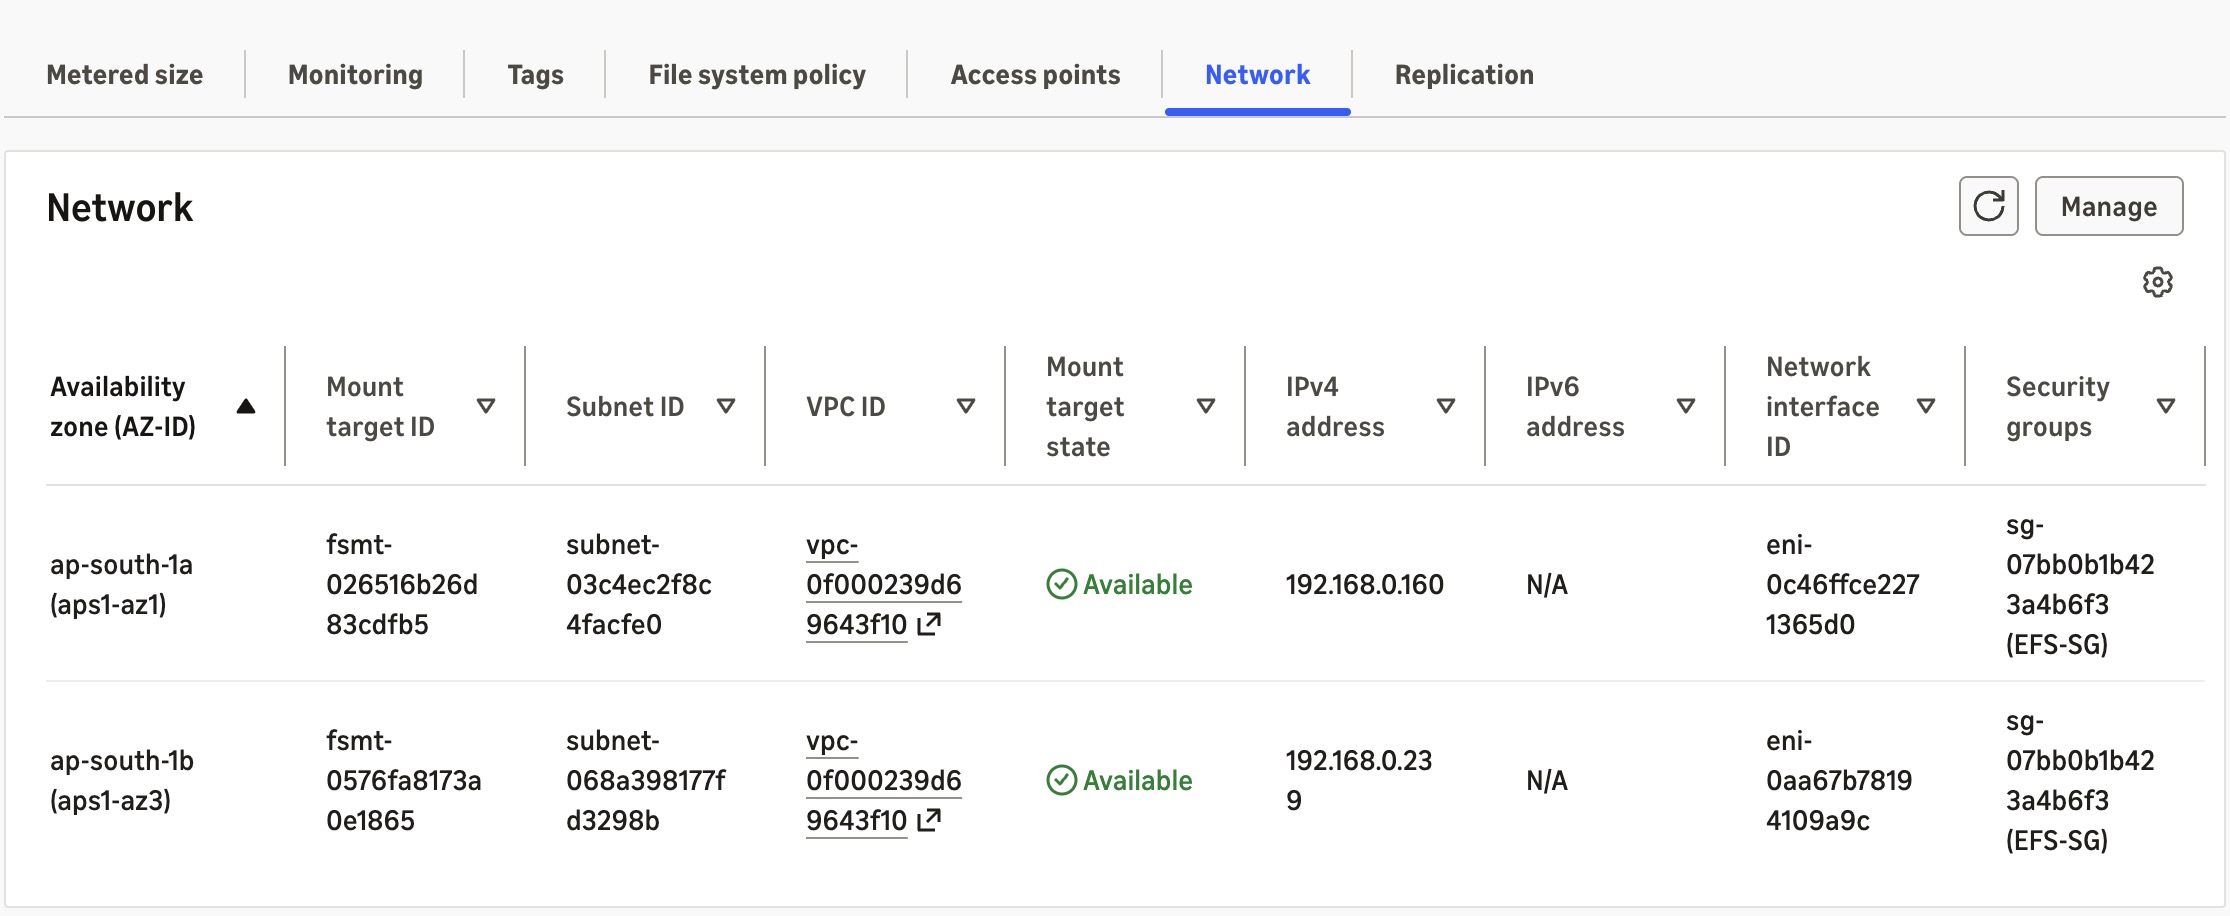 Metered size
Monitoring
Tags
File system policy
Access points
Network
Replication
Network
Manage
Availability
zone (AZ-ID)
Mount
target ID
Subnet ID
VPC ID
Mount
target
state
IPv4
address
IPv6
address
Network
interface
ID
Security
groups
ap-south-1a
(aps1-az1)
fsmt-
026516b26d
83cdfb5
subnet-
03c4ec2f8c
4facfe0
vpc-
0f000239d6
9643f10
Available
192.168.0.160
N/A
eni-
0c46ffce227
1365d0
sg-
07bb0b1b42
3a4b6f3
(EFS-SG)
ap-south-1b
(aps1-az3)
fsmt-
0576fa8173a
0e1865
subnet-
068a398177f
d3298b
vpc-
0f000239d6
9643f10
Available
192.168.0.23
9
N/A
eni-
0aa67b7819
4109a9c
sg-
07bb0b1b42
3a4b6f3
(EFS-SG)